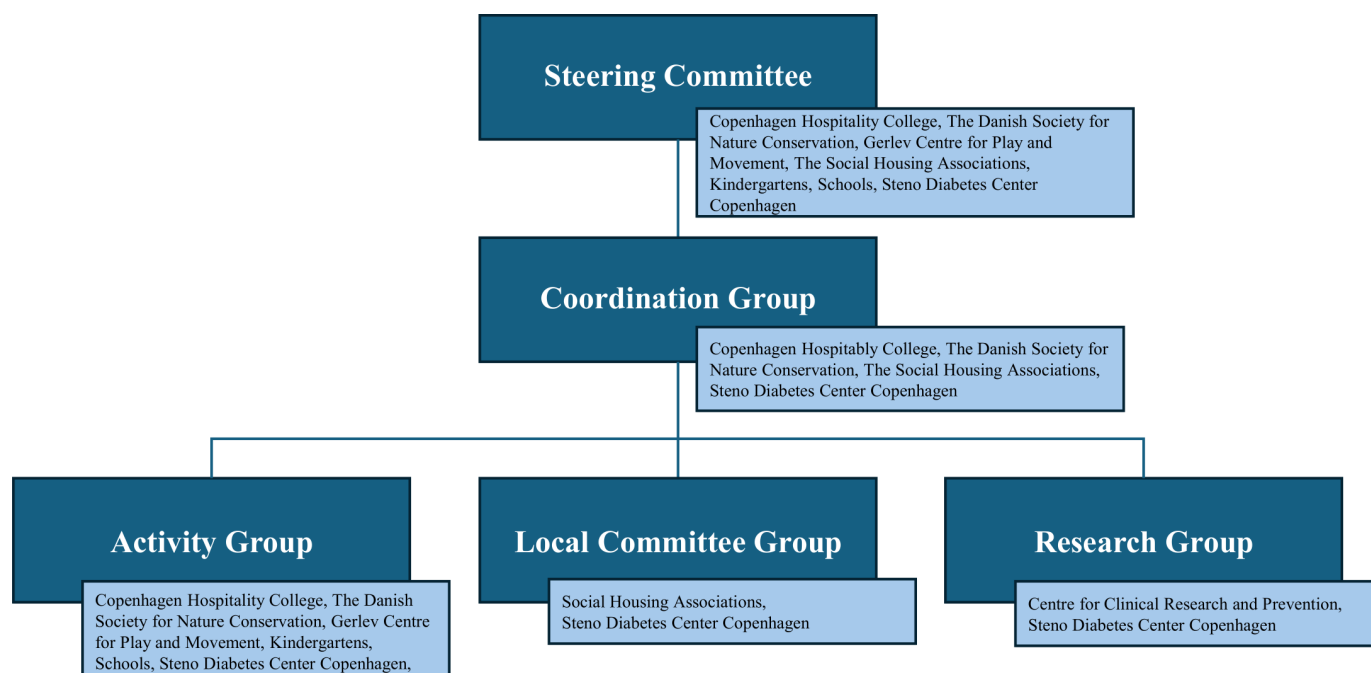 Steering Committee
Copenhagen Hospitality College, The Danish Society for
Nature Conservation, Gerlev Centre for Play and
Movement, The Social Housing Associations,
Kindergartens, Schools, Steno Diabetes Center
Copenhagen
Coordination Group
Copenhagen Hospitably College, The Danish Society for
Nature Conservation, The Social Housing Associations,
Steno Diabetes Center Copenhagen
Activity Group
Copenhagen Hospitality College, The Danish
Society for Nature Conservation, Gerlev Centre
for Play and Movement, Kindergartens,
Schools, Steno Diabetes Center Copenhagen,
Local Committee Group
Social Housing Associations,
Steno Diabetes Center Copenhagen
Research Group
Centre for Clinical Research and Prevention,
Steno Diabetes Center Copenhagen